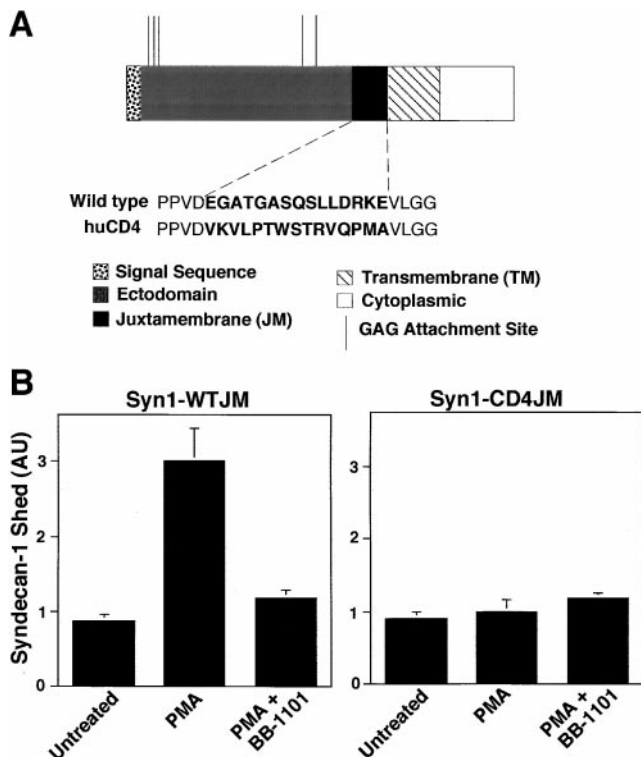 A
Wild type PPVDEGATGASQSLLDRKEVLGG
huCD4 PPVDVKVLPTWSTRVQPMAVLGG
Signal Sequence
Ectodomain
Juxtamembrane (JM)
Transmembrane (TM)
Cytoplasmic
GAG Attachment Site
B
Syn1-WTJM
Syn1-CD4JM
Syndecan-1 Shed (AU)
3
2
1
0
Untreated
PMA
PMA +
BB-1101
3
2
1
0
Untreated
PMA
PMA +
BB-1101